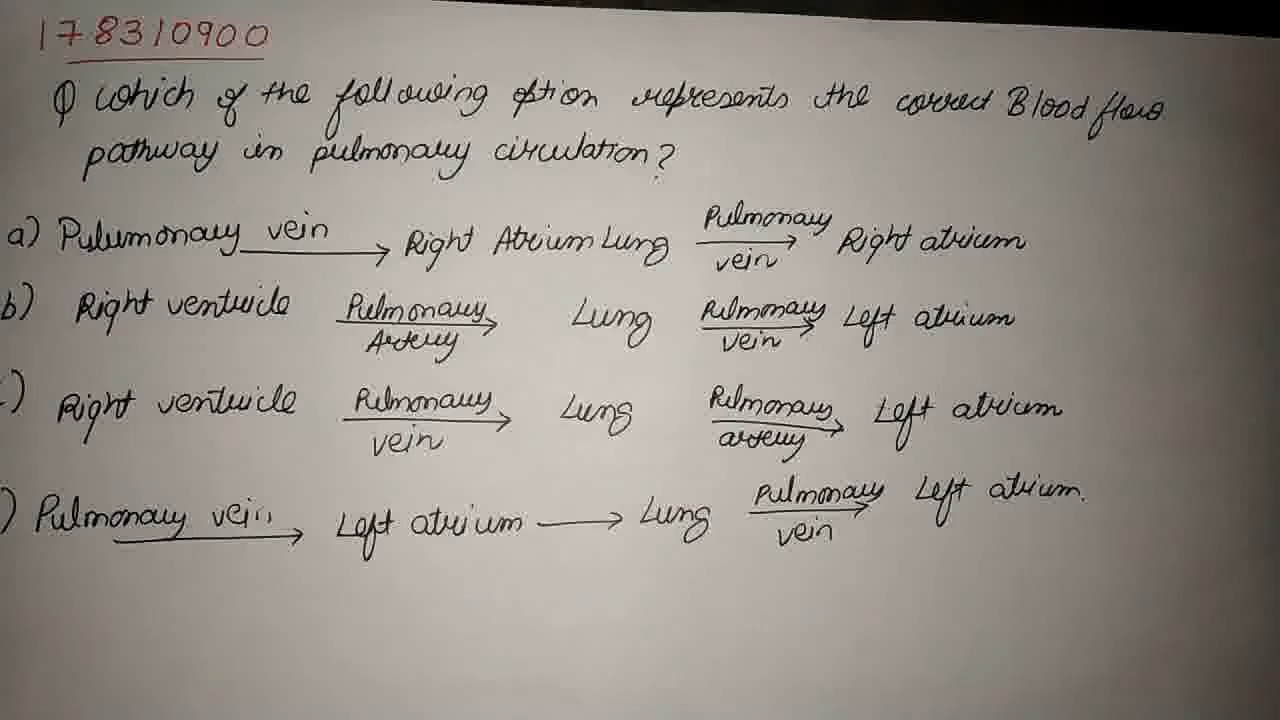 178310900
Q which of the following option represents the correct Blood flow
pathway in pulmonary circulation?
a) Pulumonary vein → Right Atrium Lung Pulmonary vein → Right atrium
b) Right ventricle Pulmonary Artery → Lung Pulmonary vein → Left atrium
) Right ventricle Pulmonary vein → Lung Pulmonary artery → Left atrium
) Pulmonary vein → Left atrium → Lung Pulmonary vein → Left atrium.